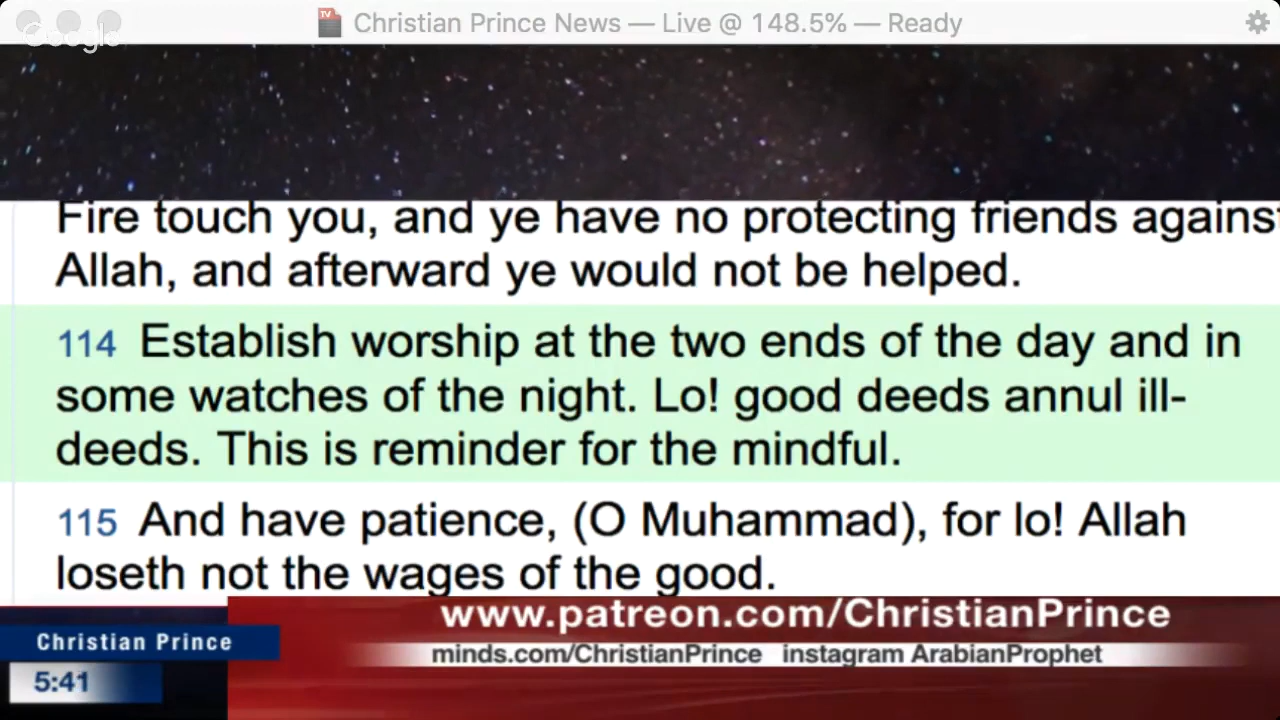 TV
Christian Prince News — Live @ 148.5% — Ready
Google
Fire touch you, and ye have no protecting friends against
Allah, and afterward ye would not be helped.
114 Establish worship at the two ends of the day and in
some watches of the night. Lo! good deeds annul ill-
deeds. This is reminder for the mindful.
115 And have patience, (O Muhammad), for lo! Allah
loseth not the wages of the good.
www.patreon.com/ChristianPrince
Christian Prince
minds.com/ChristianPrince instagram ArabianProphet
5:41